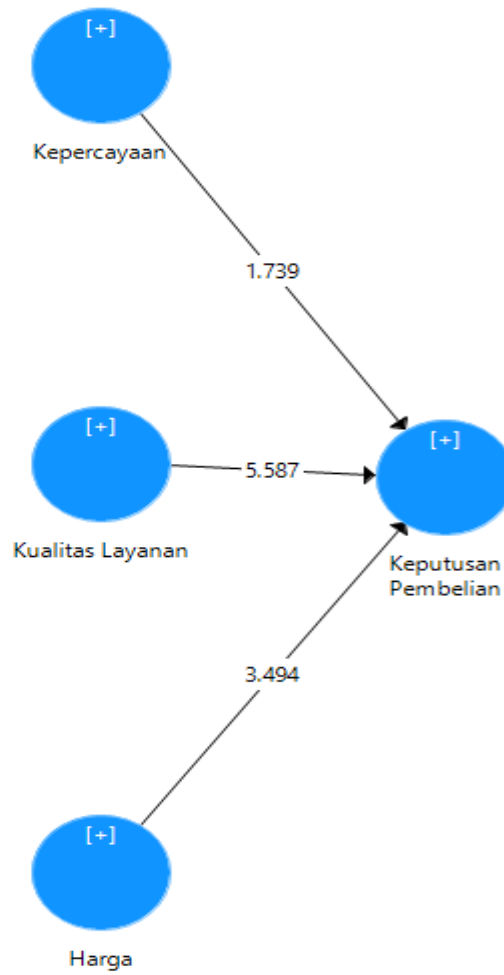 [+]
Kepercayaan
1.739
[+]
Kualitas Layanan
5.587
[+]
Keputusan
Pembelian
3.494
[+]
Harga